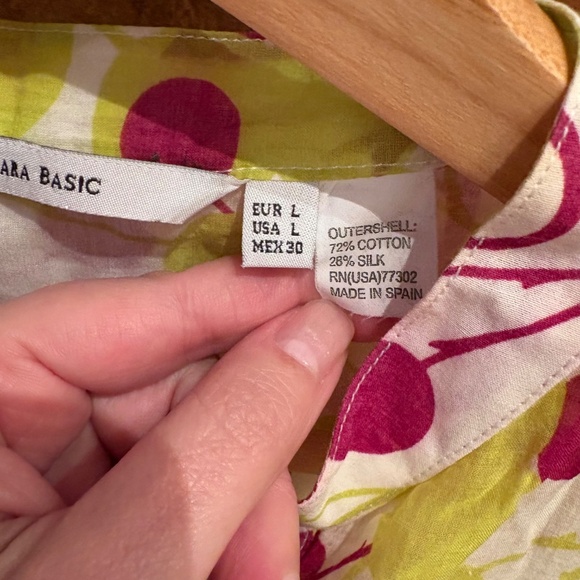 ARA BASIC
EUR L
USA L
MEX 30
OUTERSHELL:
72% COTTON
28% SILK
RN(USA)77302
MADE IN SPAIN